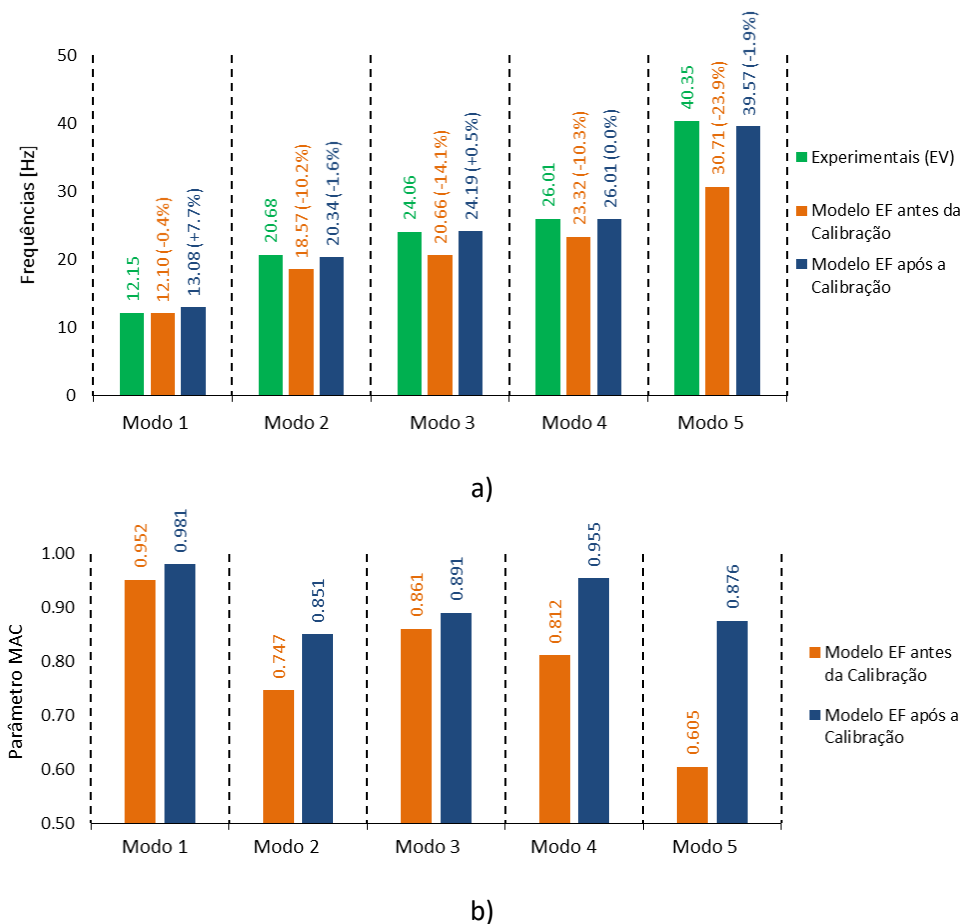 50
40
30
20
10
0
Frequências [Hz]
12.15
12.10 (-0.4%)
13.08 (+7.7%)
20.68
18.57 (-10.2%)
20.34 (-1.6%)
24.06
20.66 (-14.1%)
24.19 (+0.5%)
26.01
23.32 (-10.3%)
26.01 (0.0%)
40.35
30.71 (-23.9%)
39.57 (-1.9%)
Modo 1
Modo 2
Modo 3
Modo 4
Modo 5
Experimentais (EV)
Modelo EF antes da
Calibração
Modelo EF após a
Calibração
a)
1.00
0.90
0.80
0.70
0.60
0.50
Parâmetro MAC
0.952
0.981
0.747
0.851
0.861
0.891
0.812
0.955
0.605
0.876
Modo 1
Modo 2
Modo 3
Modo 4
Modo 5
Modelo EF antes
da Calibração
Modelo EF após a
Calibração
b)